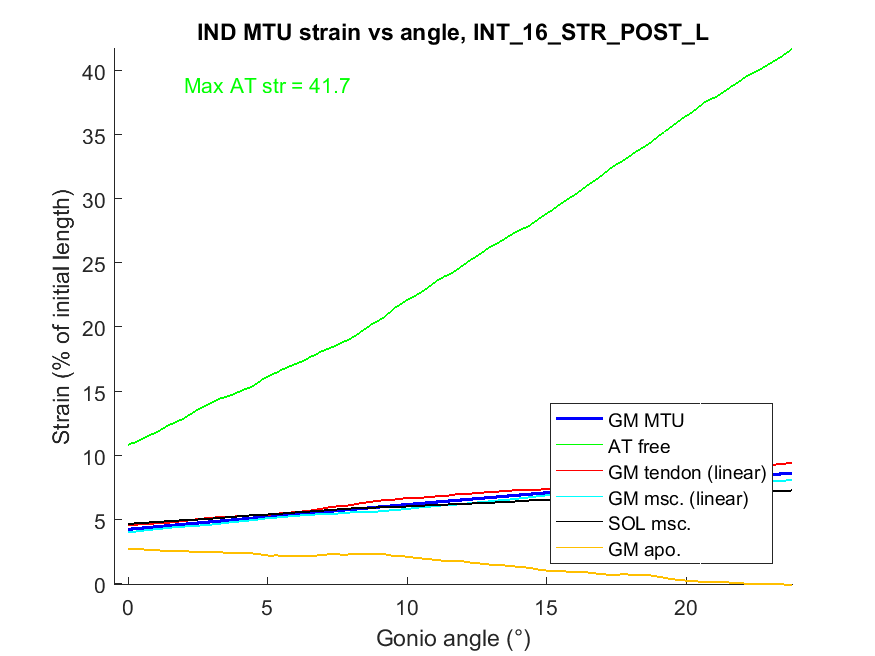 IND MTU strain vs angle, INT_16_STR_POST_L
Max AT str = 41.7
Strain (% of initial length)
40
35
30
25
20
15
10
5
0
0
5
10
15
20
Gonio angle (°)
GM MTU
AT free
GM tendon (linear)
GM msc. (linear)
SOL msc.
GM apo.